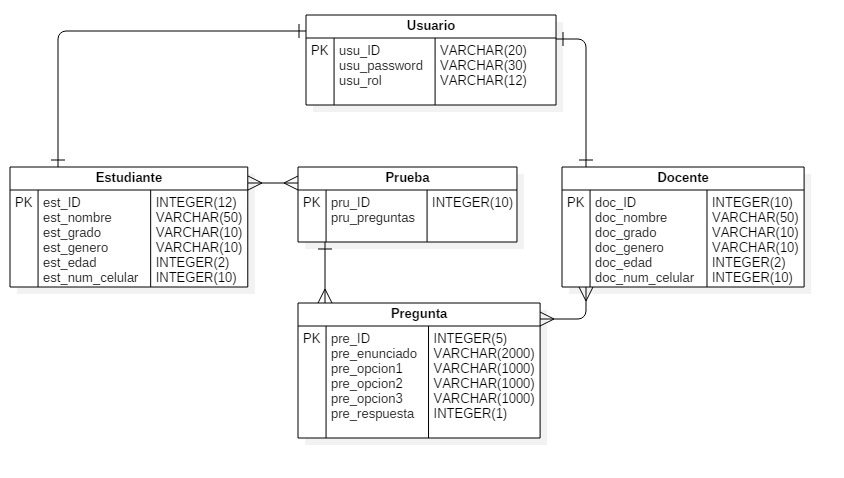 Usuario
PK usu_ID VARCHAR(20)
usu_password VARCHAR(30)
usu_rol VARCHAR(12)
Estudiante
PK est_ID INTEGER(12)
est_nombre VARCHAR(50)
est_grado VARCHAR(10)
est_genero VARCHAR(10)
est_edad INTEGER(2)
est_num_celular INTEGER(10)
Prueba
PK pru_ID INTEGER(10)
pru_preguntas
Docente
PK doc_ID INTEGER(10)
doc_nombre VARCHAR(50)
doc_grado VARCHAR(10)
doc_genero VARCHAR(10)
doc_edad INTEGER(2)
doc_num_celular INTEGER(10)
Pregunta
PK pre_ID INTEGER(5)
pre_enunciado VARCHAR(2000)
pre_opcion1 VARCHAR(1000)
pre_opcion2 VARCHAR(1000)
pre_opcion3 VARCHAR(1000)
pre_respuesta INTEGER(1)